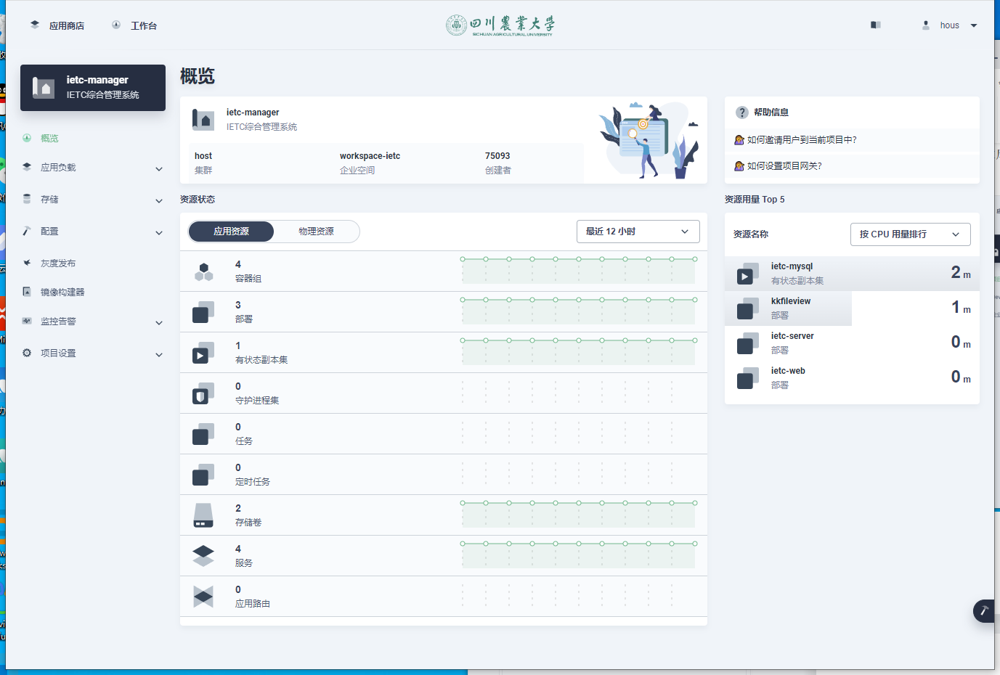 应用商店
工作台
四川農業大学
SICHUAN AGRICULTURAL UNIVERSITY
hous
ietc-manager
IETC综合管理系统
概览
应用负载
存储
配置
灰度发布
镜像构建器
监控告警
项目设置
概览
ietc-manager
IETC综合管理系统
host
集群
workspace-ietc
企业空间
75093
创建者
帮助信息
如何邀请用户到当前项目中?
如何设置项目网关?
资源状态
应用资源
物理资源
最近 12 小时
4
容器组
3
部署
1
有状态副本集
0
守护进程集
0
任务
0
定时任务
2
存储卷
4
服务
0
应用路由
资源用量 Top 5
资源名称
按 CPU 用量排行
ietc-mysql
有状态副本集
2 m
kkfileview
部署
1 m
ietc-server
部署
0 m
ietc-web
部署
0 m